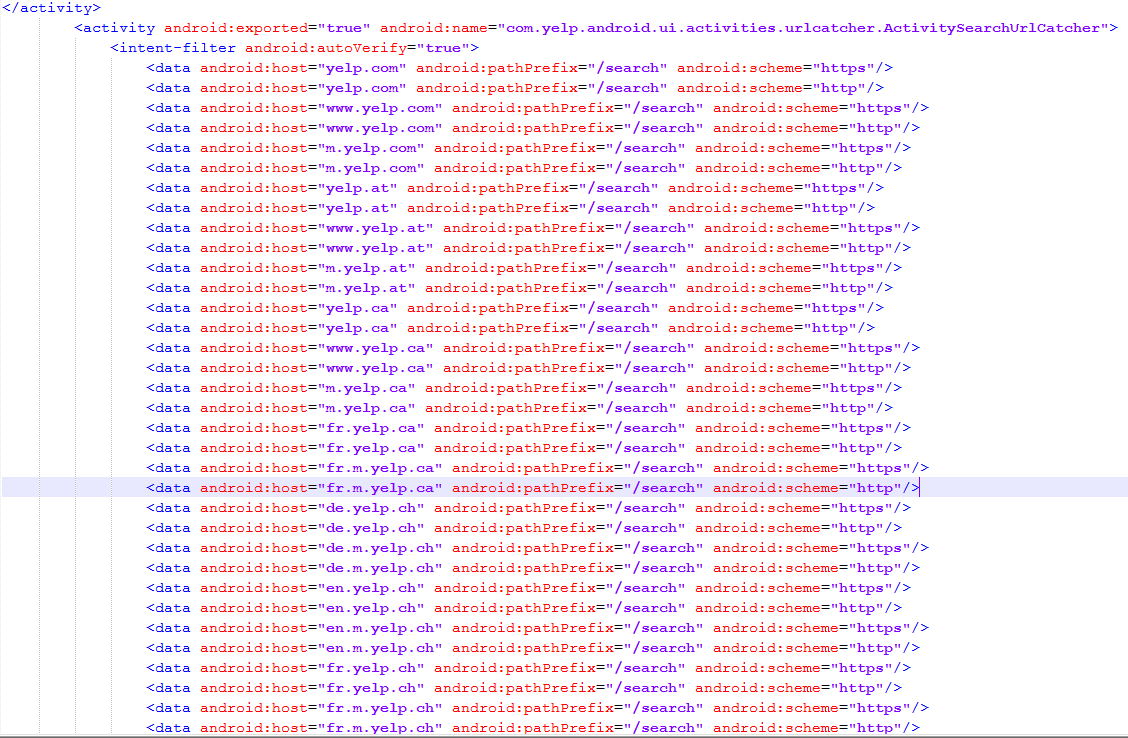 </activity>
<activity android:exported="true" android:name="com.yelp.android.ui.activities.urlcatcher.ActivitySearchUrlCatcher">
<intent-filter android:autoVerify="true">
<data android:host="yelp.com" android:pathPrefix="/search" android:scheme="https"/>
<data android:host="yelp.com" android:pathPrefix="/search" android:scheme="http"/>
<data android:host="www.yelp.com" android:pathPrefix="/search" android:scheme="https"/>
<data android:host="www.yelp.com" android:pathPrefix="/search" android:scheme="http"/>
<data android:host="m.yelp.com" android:pathPrefix="/search" android:scheme="https"/>
<data android:host="m.yelp.com" android:pathPrefix="/search" android:scheme="http"/>
<data android:host="yelp.at" android:pathPrefix="/search" android:scheme="https"/>
<data android:host="yelp.at" android:pathPrefix="/search" android:scheme="http"/>
<data android:host="www.yelp.at" android:pathPrefix="/search" android:scheme="https"/>
<data android:host="www.yelp.at" android:pathPrefix="/search" android:scheme="http"/>
<data android:host="m.yelp.at" android:pathPrefix="/search" android:scheme="https"/>
<data android:host="m.yelp.at" android:pathPrefix="/search" android:scheme="http"/>
<data android:host="yelp.ca" android:pathPrefix="/search" android:scheme="https"/>
<data android:host="yelp.ca" android:pathPrefix="/search" android:scheme="http"/>
<data android:host="www.yelp.ca" android:pathPrefix="/search" android:scheme="https"/>
<data android:host="www.yelp.ca" android:pathPrefix="/search" android:scheme="http"/>
<data android:host="m.yelp.ca" android:pathPrefix="/search" android:scheme="https"/>
<data android:host="m.yelp.ca" android:pathPrefix="/search" android:scheme="http"/>
<data android:host="fr.yelp.ca" android:pathPrefix="/search" android:scheme="https"/>
<data android:host="fr.yelp.ca" android:pathPrefix="/search" android:scheme="http"/>
<data android:host="fr.m.yelp.ca" android:pathPrefix="/search" android:scheme="https"/>
<data android:host="fr.m.yelp.ca" android:pathPrefix="/search" android:scheme="http"/>
<data android:host="de.yelp.ch" android:pathPrefix="/search" android:scheme="https"/>
<data android:host="de.yelp.ch" android:pathPrefix="/search" android:scheme="http"/>
<data android:host="de.m.yelp.ch" android:pathPrefix="/search" android:scheme="https"/>
<data android:host="de.m.yelp.ch" android:pathPrefix="/search" android:scheme="http"/>
<data android:host="en.yelp.ch" android:pathPrefix="/search" android:scheme="https"/>
<data android:host="en.yelp.ch" android:pathPrefix="/search" android:scheme="http"/>
<data android:host="en.m.yelp.ch" android:pathPrefix="/search" android:scheme="https"/>
<data android:host="en.m.yelp.ch" android:pathPrefix="/search" android:scheme="http"/>
<data android:host="fr.yelp.ch" android:pathPrefix="/search" android:scheme="https"/>
<data android:host="fr.yelp.ch" android:pathPrefix="/search" android:scheme="http"/>
<data android:host="fr.m.yelp.ch" android:pathPrefix="/search" android:scheme="https"/>
<data android:host="fr.m.yelp.ch" android:pathPrefix="/search" android:scheme="http"/>